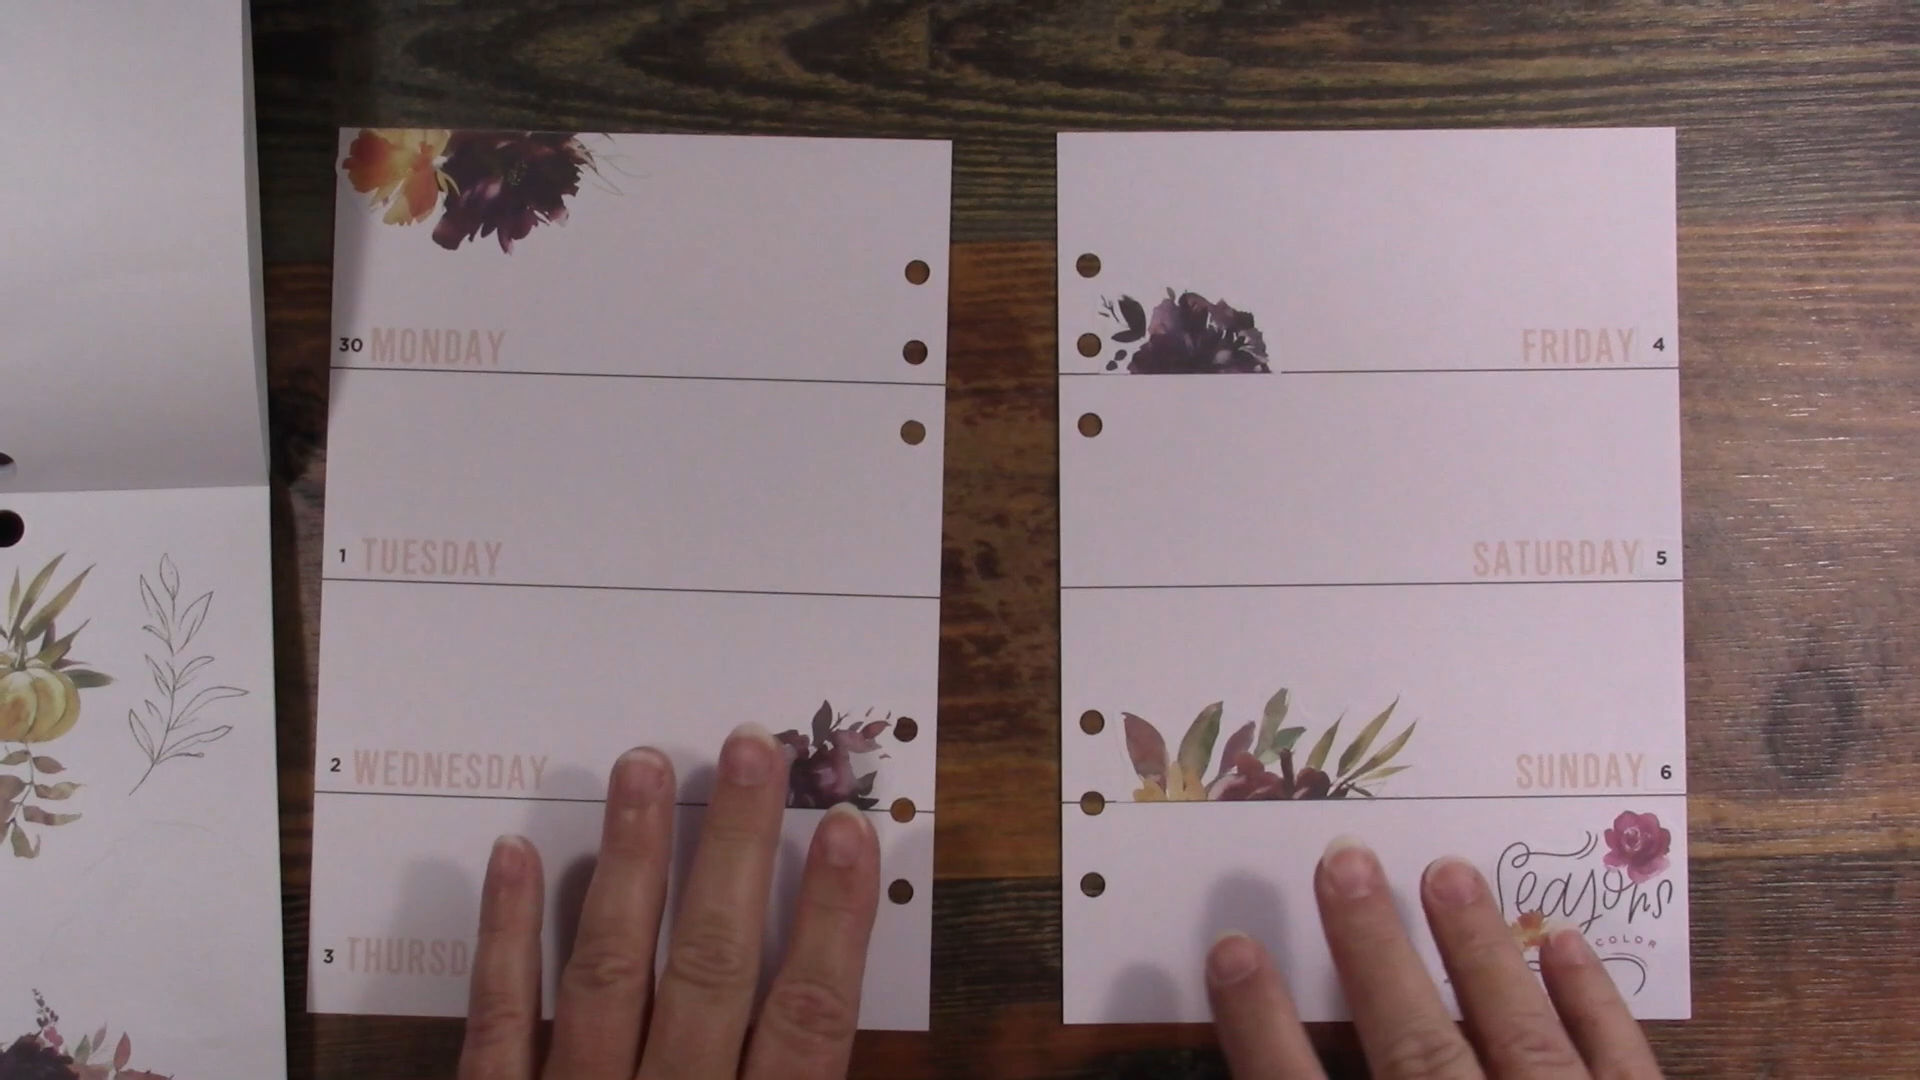 30 MONDAY
1 TUESDAY
2 WEDNESDAY
3 THURSD
FRIDAY 4
SATURDAY 5
SUNDAY 6
Seasons
COLOR